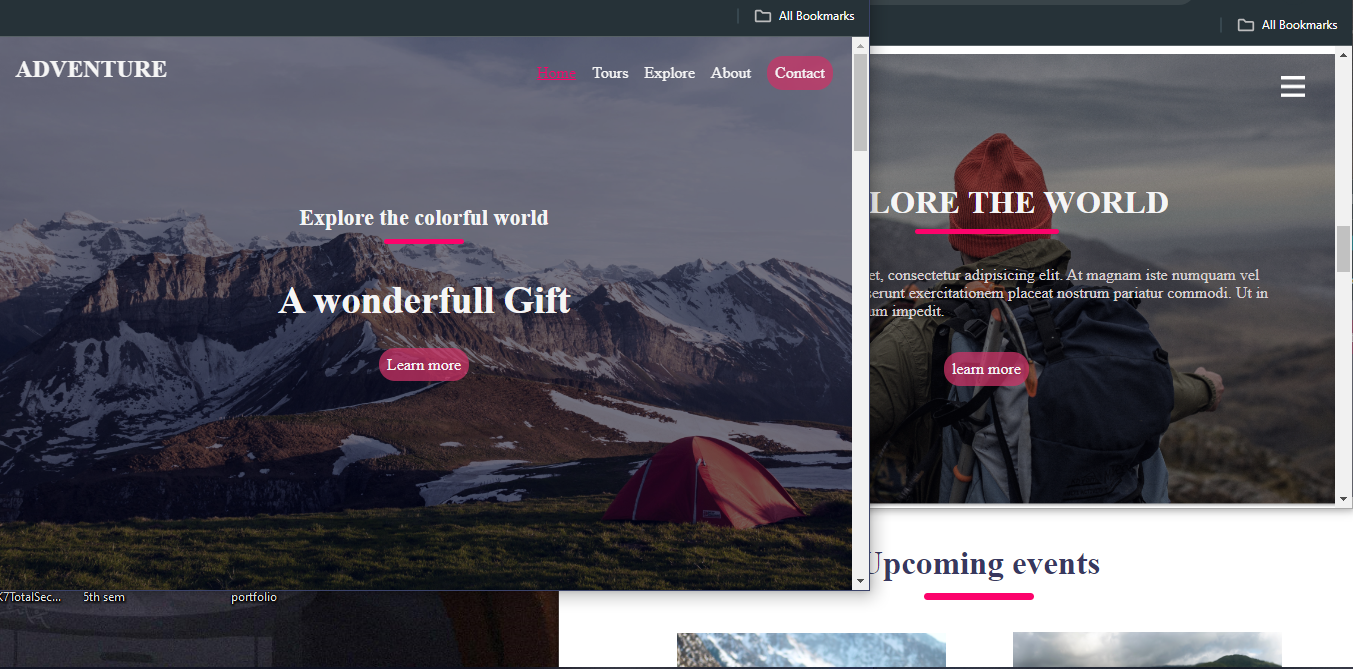 All Bookmarks
All Bookmarks
ADVENTURE
Home Tours Explore About Contact
Explore the colorful world
A wonderfull Gift
Learn more
LORE THE WORLD
et, consectetur adipisicing elit. At magnam iste numquam vel
serunt exercitationem placeat nostrum pariatur commodi. Ut in
um impedit.
learn more
Upcoming events
K7TotalSec...
5th sem
portfolio